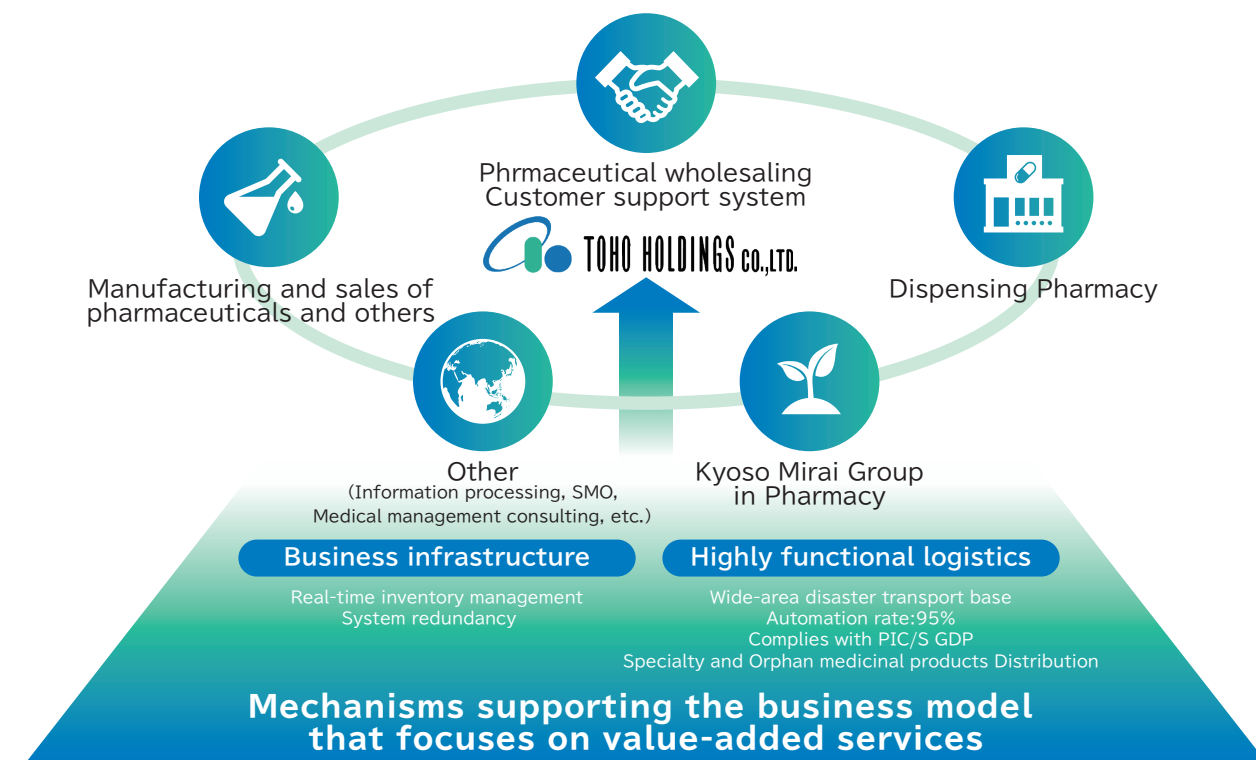 Phrmaceutical wholesaling
Customer support system
TOHO HOLDINGS CO.,LTD.
Manufacturing and sales of
pharmaceuticals and others
Dispensing Pharmacy
Other
(Information processing, SMO,
Medical management consulting, etc.)
Kyoso Mirai Group
in Pharmacy
Business infrastructure
Real-time inventory management
System redundancy
Highly functional logistics
Wide-area disaster transport base
Automation rate:95%
Complies with PIC/S GDP
Specialty and Orphan medicinal products Distribution
Mechanisms supporting the business model
that focuses on value-added services